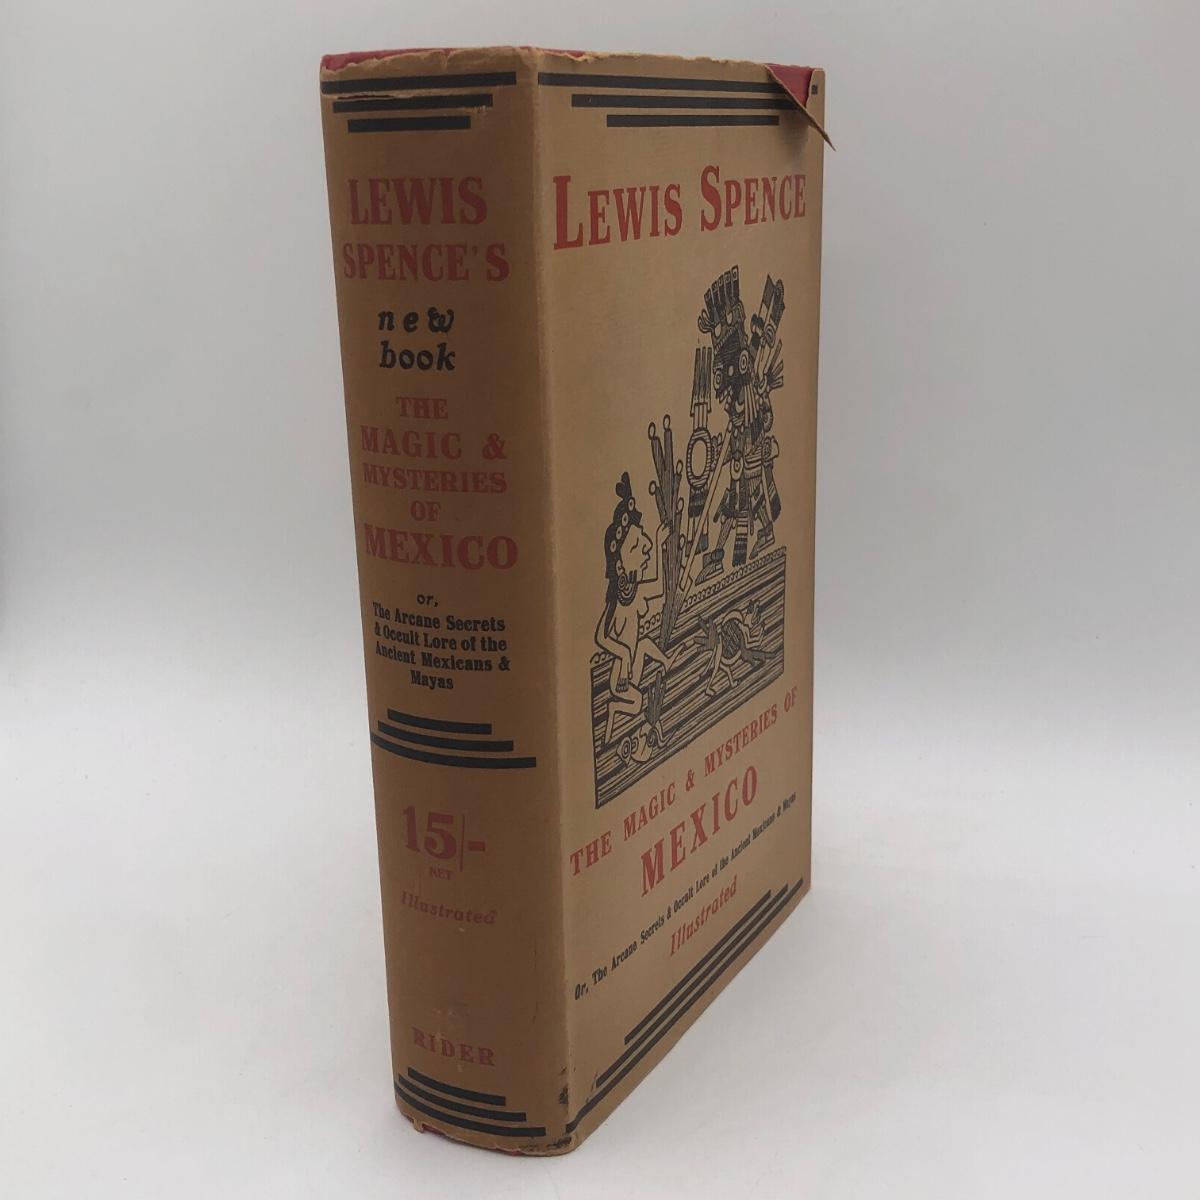 LEWIS
SPENCE'S
new
book
THE
MAGIC &
MYSTERIES
OF
MEXICO
or,
The Arcane Secrets
& Occult Lore of the
Ancient Mexicans &
Mayas
15/-
NET
Illustrated
RIDER
LEWIS SPENCE
THE MAGIC & MYSTERIES OF
MEXICO
Or, The Arcane Secrets & Occult Lore of the Ancient Mexicans & Mayas
Illustrated